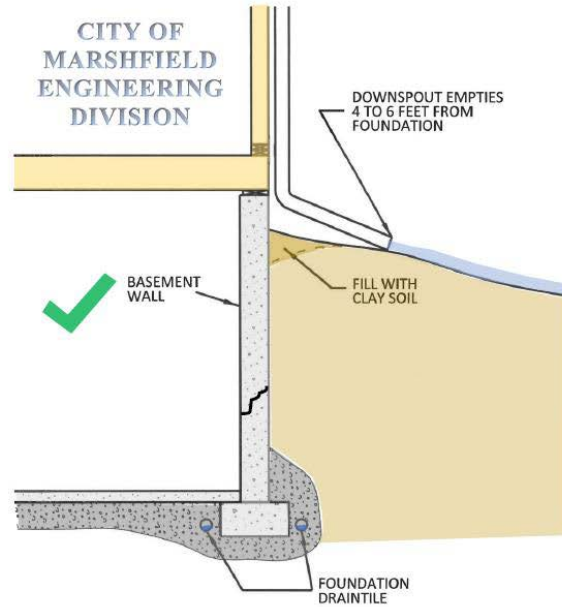 CITY OF
MARSHFIELD
ENGINEERING
DIVISION
DOWNSPOUT EMPTIES
4 TO 6 FEET FROM
FOUNDATION
BASEMENT
WALL
FILL WITH
CLAY SOIL
FOUNDATION
DRAINTILE